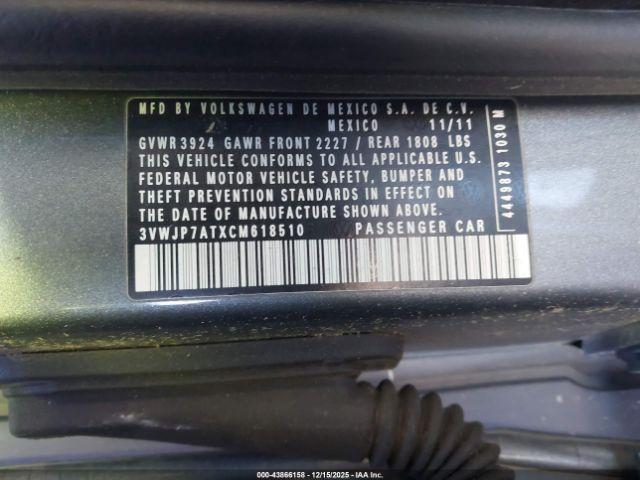 MFD BY VOLKSWAGEN DE MEXICO S.A. DE C.V.
MEXICO 11/11
GVWR 3924 GAWR FRONT 2227 / REAR 1808 LBS
THIS VEHICLE CONFORMS TO ALL APPLICABLE U.S.
FEDERAL MOTOR VEHICLE SAFETY, BUMPER AND
THEFT PREVENTION STANDARDS IN EFFECT ON
THE DATE OF MANUFACTURE SHOWN ABOVE
3VWJP7ATXCM618510 PASSENGER CAR
4449873 1030 M
000-43866158 - 12/15/2025 - IAA Inc.